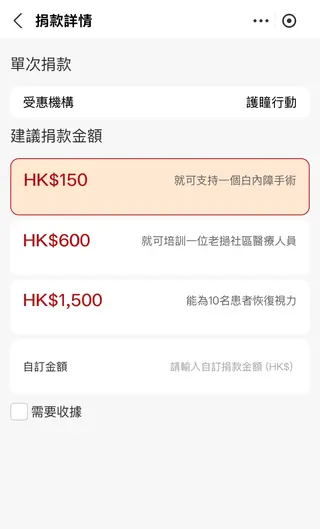 捐款詳情
單次捐款
受惠機構 護瞳行動
建議捐款金額
HK$150 就可支持一個白內障手術
HK$600 就可培訓一位老撾社區醫療人員
HK$1,500 能為10名患者恢復視力
自訂金額 請輸入自訂捐款金額 (HK$)
需要收據